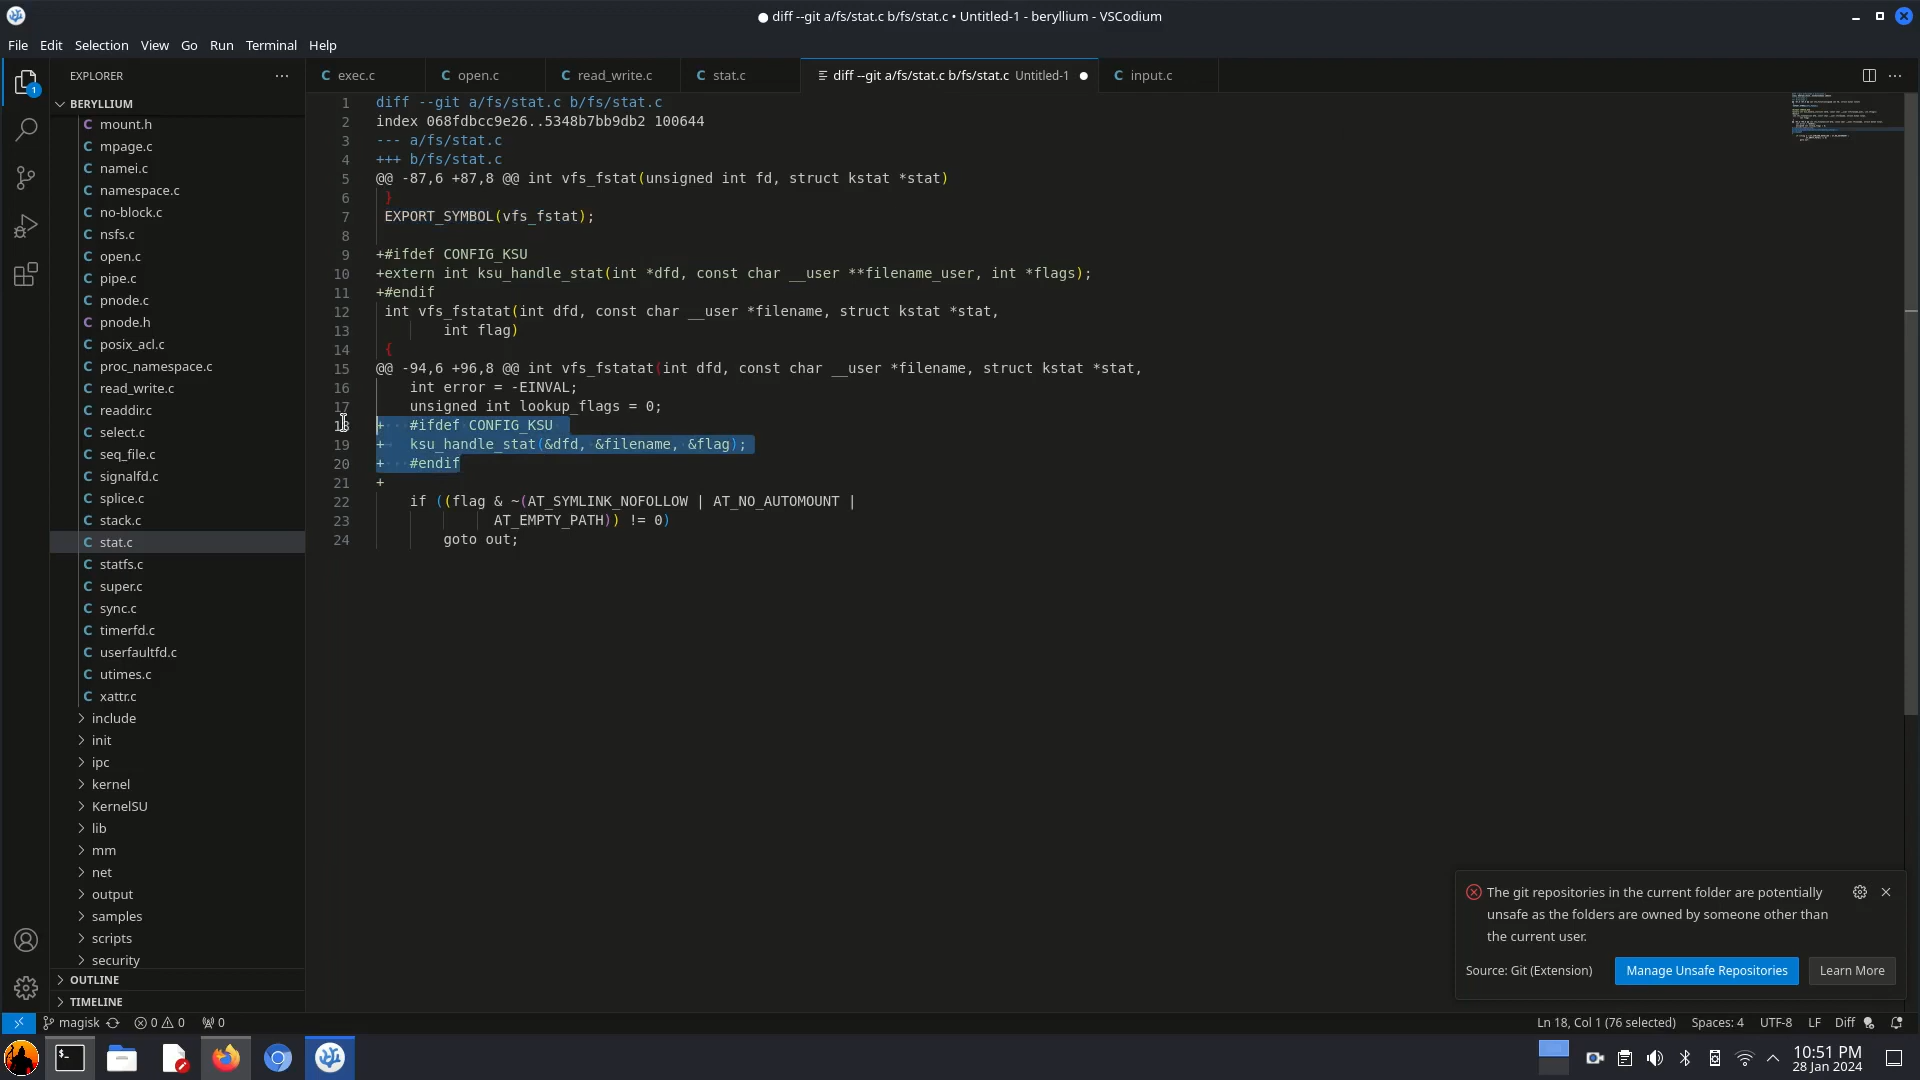 diff --git a/fs/stat.c b/fs/stat.c • Untitled-1 - beryllium - VSCodium
File Edit Selection View Go Run Terminal Help
EXPLORER
1
BERYLLIUM
C mount.h
C mpage.c
C namei.c
C namespace.c
C no-block.c
C nsfs.c
C open.c
C pipe.c
C pnode.c
C pnode.h
C posix_acl.c
C proc_namespace.c
C read_write.c
C readdir.c
C select.c
C seq_file.c
C signalfd.c
C splice.c
C stack.c
C stat.c
C statfs.c
C super.c
C sync.c
C timerfd.c
C userfaultfd.c
C utimes.c
C xattr.c
include
init
ipc
kernel
KernelSU
lib
mm
net
output
samples
scripts
security
OUTLINE
TIMELINE
C exec.c C open.c C read_write.c C stat.c diff --git a/fs/stat.c b/fs/stat.c Untitled-1 C input.c
1 diff --git a/fs/stat.c b/fs/stat.c
2 index 068fdbcc9e26..5348b7bb9db2 100644
3 --- a/fs/stat.c
4 +++ b/fs/stat.c
5 @@ -87,6 +87,8 @@ int vfs_fstat(unsigned int fd, struct kstat *stat)
6 }
7 EXPORT_SYMBOL(vfs_fstat);
8
9 +#ifdef CONFIG_KSU
10 +extern int ksu_handle_stat(int *dfd, const char __user **filename_user, int *flags);
11 +#endif
12 int vfs_fstatat(int dfd, const char __user *filename, struct kstat *stat,
13 int flag)
14 {
15 @@ -94,6 +96,8 @@ int vfs_fstatat(int dfd, const char __user *filename, struct kstat *stat,
16 int error = -EINVAL;
17 unsigned int lookup_flags = 0;
18 + #ifdef CONFIG_KSU
19 + ksu_handle_stat(&dfd, &filename, &flag);
20 + #endif
21 +
22 if ((flag & ~(AT_SYMLINK_NOFOLLOW | AT_NO_AUTOMOUNT |
23 AT_EMPTY_PATH)) != 0)
24 goto out;
The git repositories in the current folder are potentially
unsafe as the folders are owned by someone other than
the current user.
Source: Git (Extension) Manage Unsafe Repositories Learn More
magisk 0 0 0 Ln 18, Col 1 (76 selected) Spaces: 4 UTF-8 LF Diff
$_ 10:51 PM
28 Jan 2024